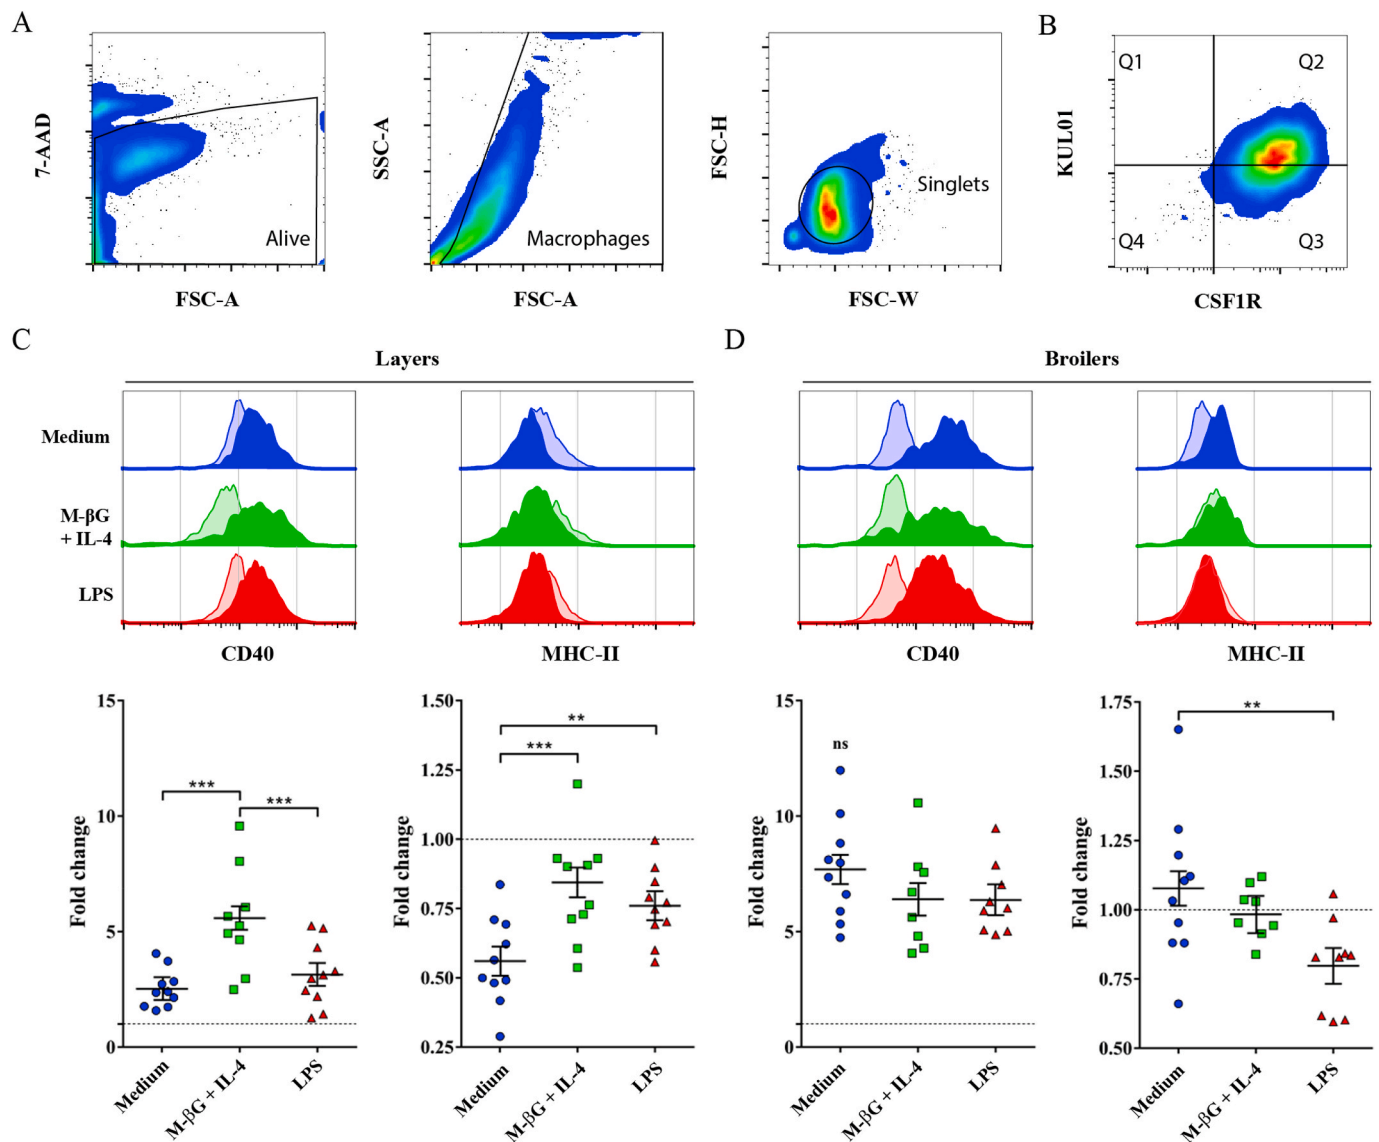 A
7-AAD
Alive
FSC-A
SSC-A
Macrophages
FSC-A
FSC-H
Singlets
FSC-W
B
KUL01
Q1
Q2
Q4
Q3
CSF1R
C
Layers
Medium
M-βG
+ IL-4
LPS
CD40
MHC-II
D
Broilers
CD40
MHC-II
Fold change
15
10
5
0
***
***
Medium
M-βG + IL-4
LPS
Fold change
1.50
1.25
1.00
0.75
0.50
0.25
**
***
Medium
M-βG + IL-4
LPS
Fold change
15
10
5
0
ns
Medium
M-βG + IL-4
LPS
Fold change
1.75
1.50
1.25
1.00
0.75
0.50
**
Medium
M-βG + IL-4
LPS